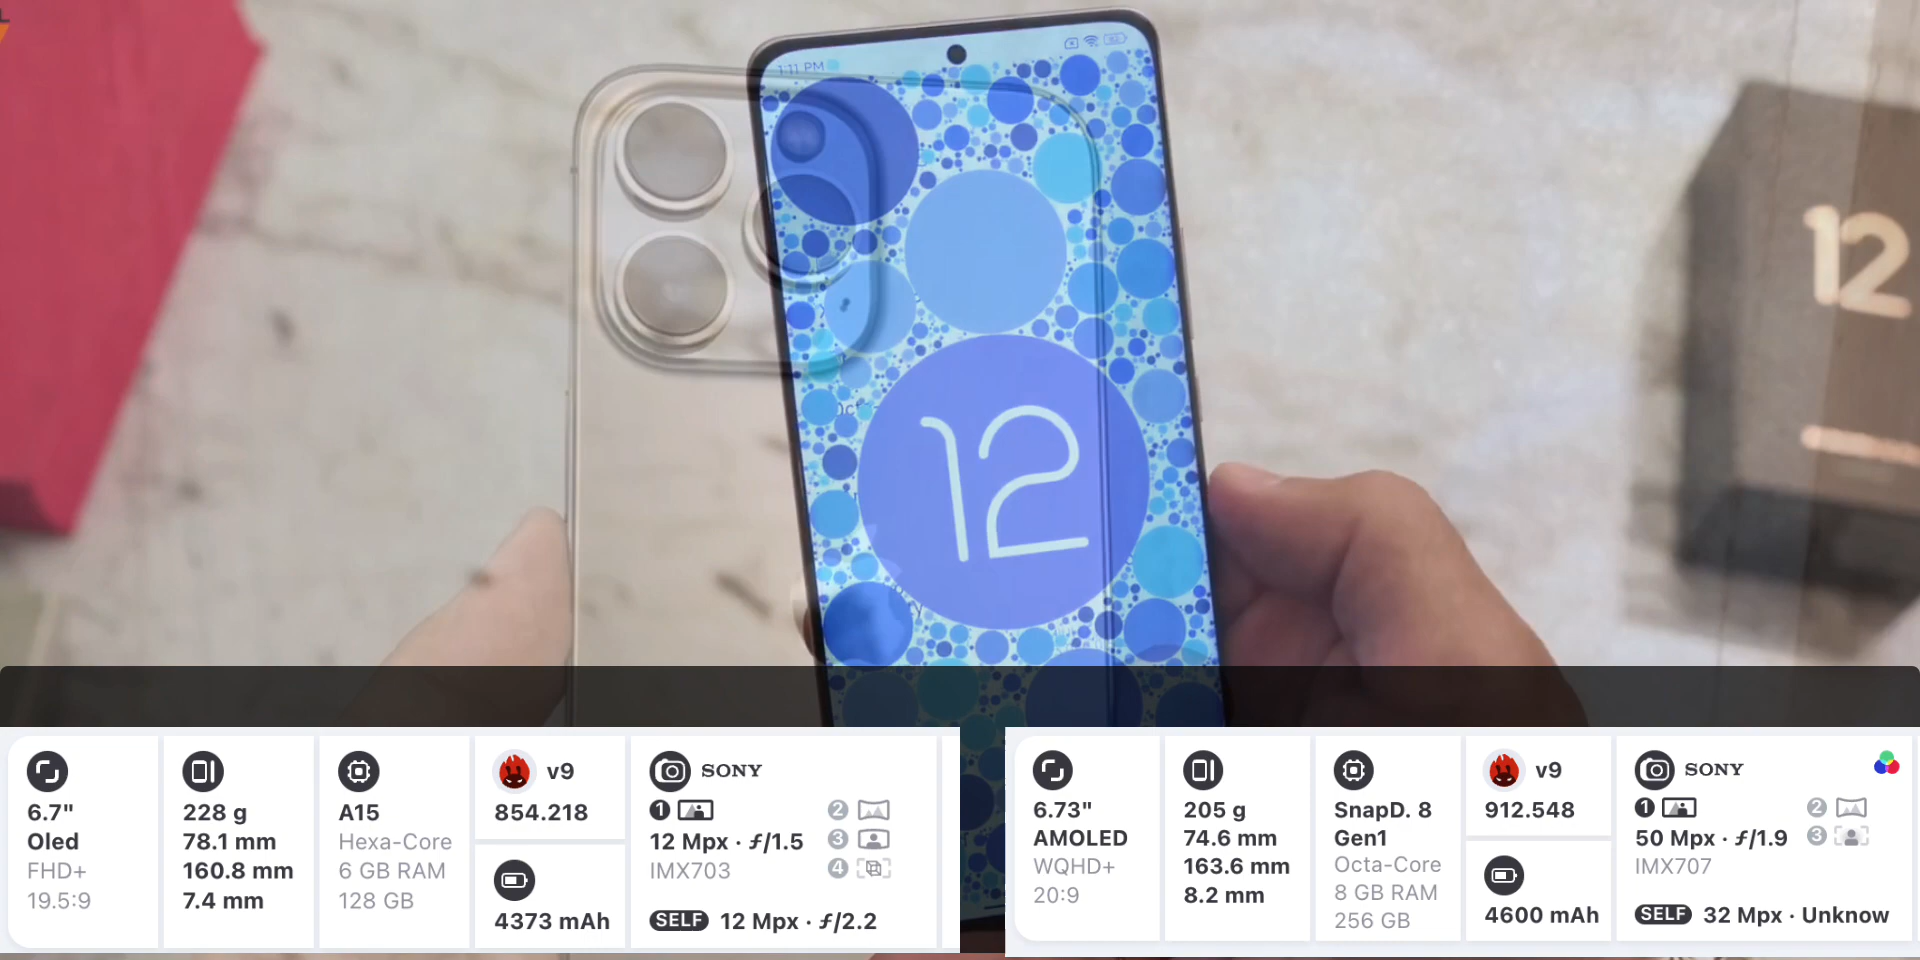 1:11 PM
12
12
6.7"
Oled
FHD+
19.5:9
228 g
78.1 mm
160.8 mm
7.4 mm
A15
Hexa-Core
6 GB RAM
128 GB
v9
854.218
4373 mAh
SONY
1
12 Mpx · ƒ/1.5
IMX703
2
3
4
SELF 12 Mpx · ƒ/2.2
6.73"
AMOLED
WQHD+
20:9
205 g
74.6 mm
163.6 mm
8.2 mm
SnapD. 8
Gen1
Octa-Core
8 GB RAM
256 GB
v9
912.548
4600 mAh
SONY
1
50 Mpx · ƒ/1.9
IMX707
2
3
SELF 32 Mpx · Unknow